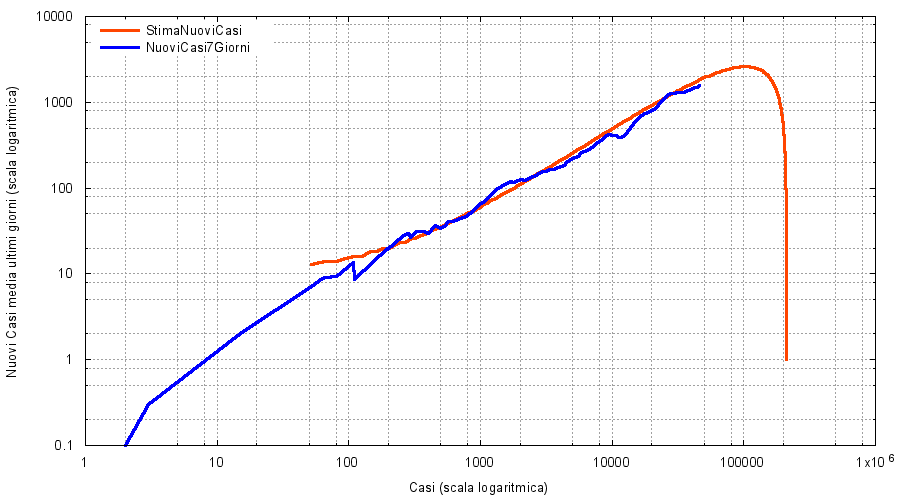 10000
StimaNuoviCasi
NuoviCasi7Giorni
1000
100
10
1
0.1
Nuovi Casi media ultimi giorni (scala logaritmica)
1
10
100
1000
10000
100000
1x10 6
Casi (scala logaritmica)